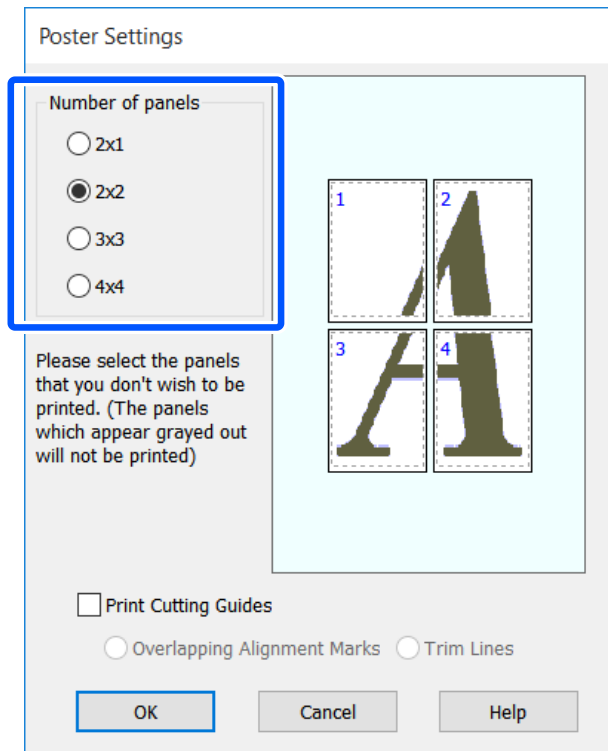 Poster Settings
Number of panels
2x1
2x2
3x3
4x4
1
2
3
4
Please select the panels
that you don't wish to be
printed. (The panels
which appear grayed out
will not be printed)
Print Cutting Guides
Overlapping Alignment Marks Trim Lines
OK Cancel Help